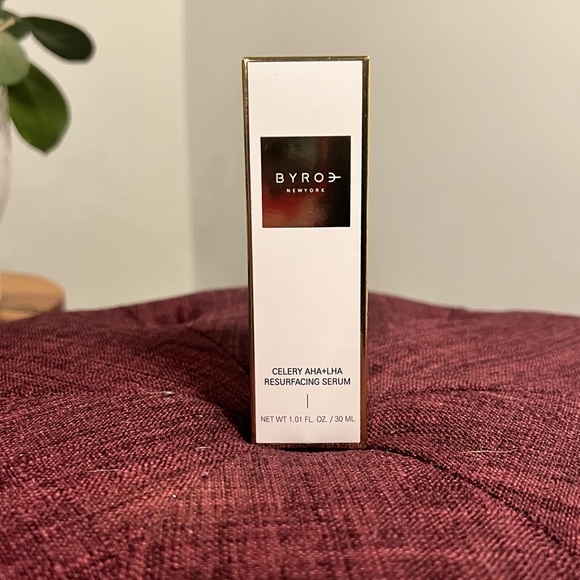 BYROE
NEWYORK
CELERY AHA+LHA
RESURFACING SERUM
NET WT 1.01 FL. OZ. / 30 ML